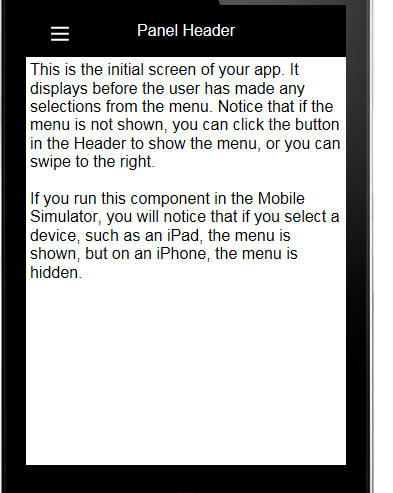 Panel Header
This is the initial screen of your app. It
displays before the user has made any
selections from the menu. Notice that if the
menu is not shown, you can click the button
in the Header to show the menu, or you can
swipe to the right.
If you run this component in the Mobile
Simulator, you will notice that if you select a
device, such as an iPad, the menu is
shown, but on an iPhone, the menu is
hidden.